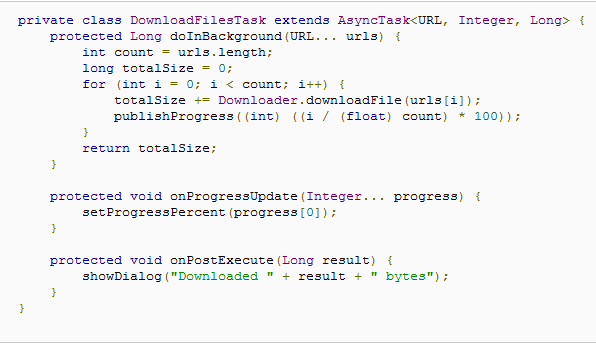 private class DownloadFilesTask extends AsyncTask<URL, Integer, Long> {
    protected Long doInBackground(URL... urls) {
        int count = urls.length;
        long totalSize = 0;
        for (int i = 0; i < count; i++) {
            totalSize += Downloader.downloadFile(urls[i]);
            publishProgress((int) ((i / (float) count) * 100));
        }
        return totalSize;
    }

    protected void onProgressUpdate(Integer... progress) {
        setProgressPercent(progress[0]);
    }

    protected void onPostExecute(Long result) {
        showDialog("Downloaded " + result + " bytes");
    }
}